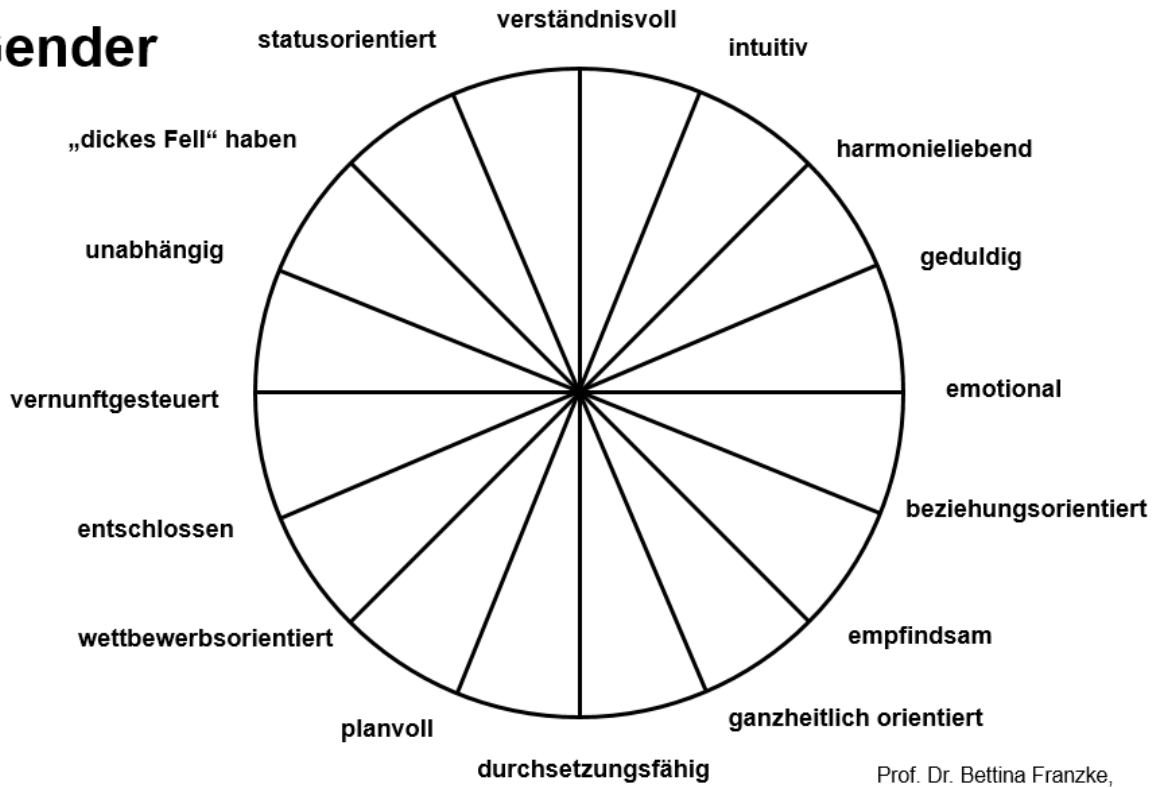 Gender
verständnisvoll
intuitiv
harmonieliebend
geduldig
emotional
beziehungsorientiert
empfindsam
ganzheitlich orientiert
durchsetzungsfähig
planvoll
wettbewerbsorientiert
entschlossen
vernunftgesteuert
unabhängig
„dickes Fell“ haben
statusorientiert
Prof. Dr. Bettina Franzke,